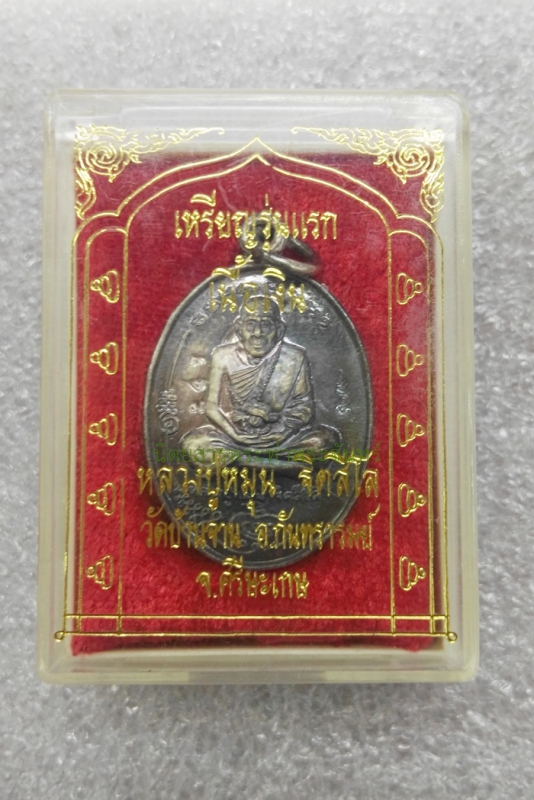 เหรียญรุ่นแรก
เนื้อเงิน
หลวงปู่หมุน ฐิตสีโล
วัดบ้านจาน อ.กันทรารมย์
จ.ศรีษะเกษ